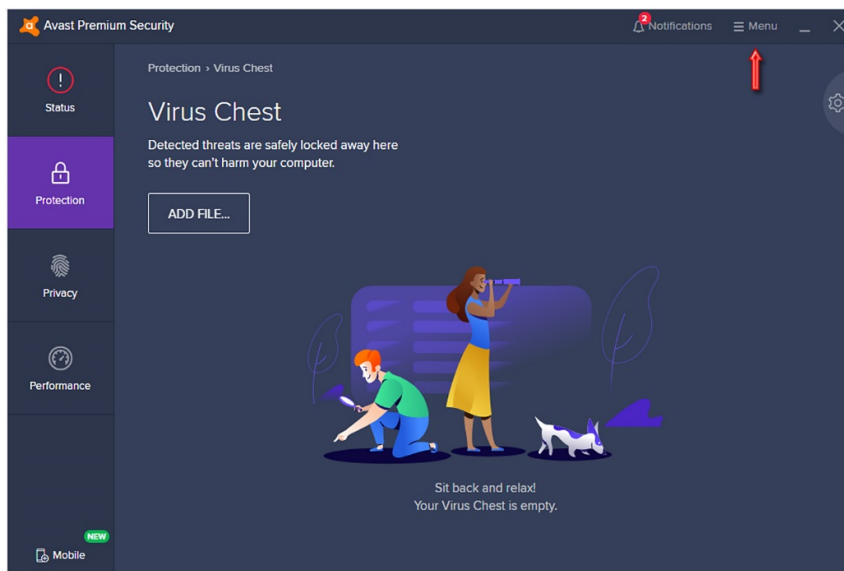 Avast Premium Security
2
Notifications
Menu
Status
Protection
Privacy
Performance
NEW
Mobile
Protection › Virus Chest
Virus Chest
Detected threats are safely locked away here
so they can't harm your computer.
ADD FILE...
Sit back and relax!
Your Virus Chest is empty.